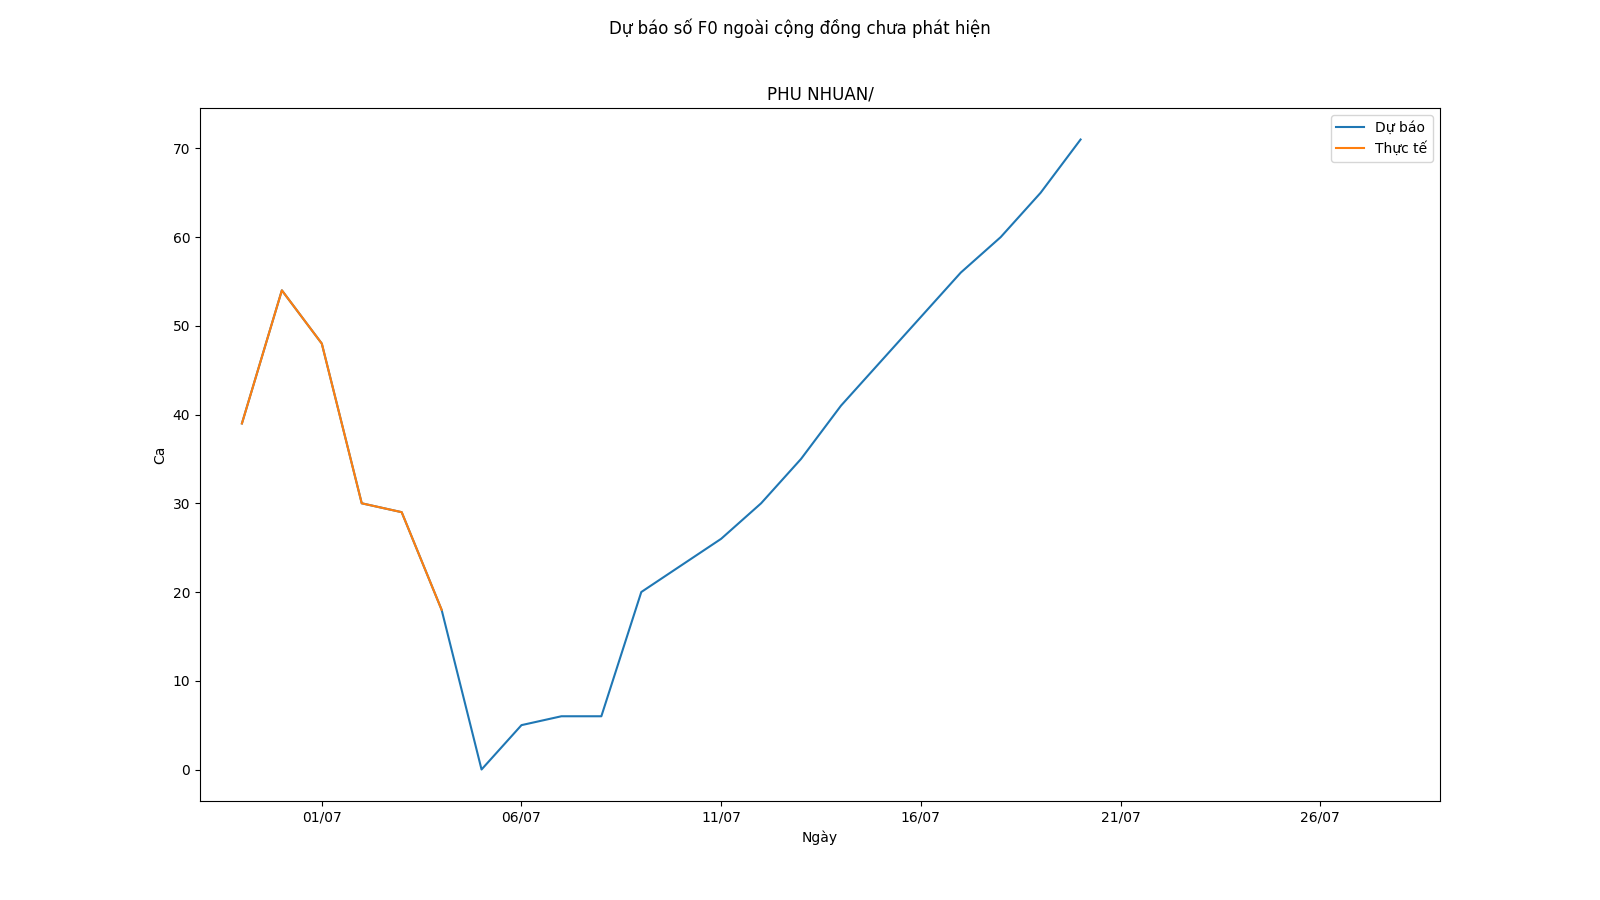 Dự báo số F0 ngoài cộng đồng chưa phát hiện
PHU NHUAN/
Dự báo
Thực tế
70
60
50
40
30
20
10
0
Ca
01/07
06/07
11/07
16/07
21/07
26/07
Ngày